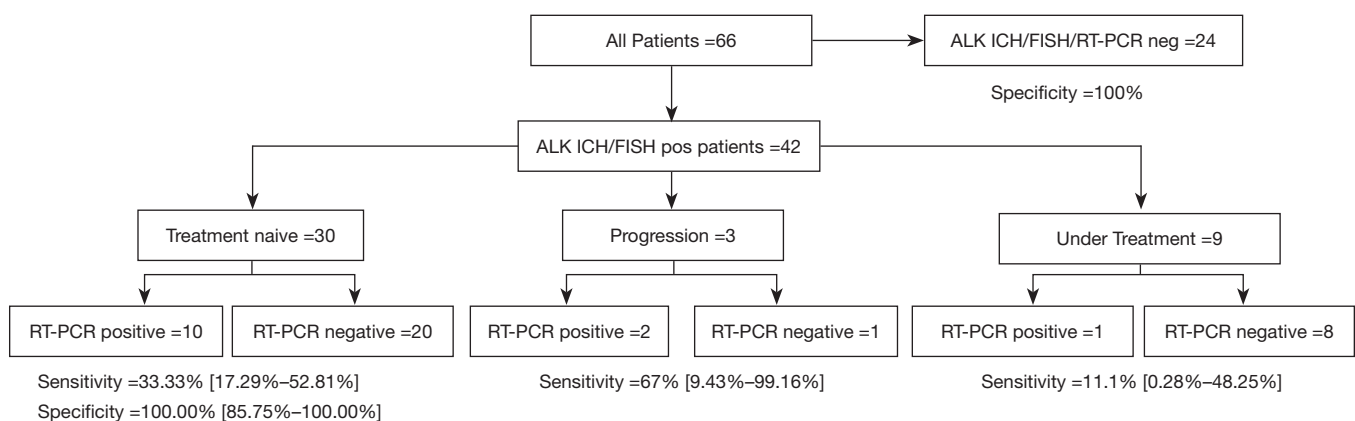 All Patients =66
ALK ICH/FISH/RT-PCR neg =24
Specificity =100%
ALK ICH/FISH pos patients =42
Treatment naive =30
Progression =3
Under Treatment =9
RT-PCR positive =10
RT-PCR negative =20
RT-PCR positive =2
RT-PCR negative =1
RT-PCR positive =1
RT-PCR negative =8
Sensitivity =33.33% [17.29%–52.81%]
Specificity =100.00% [85.75%–100.00%]
Sensitivity =67% [9.43%–99.16%]
Sensitivity =11.1% [0.28%–48.25%]